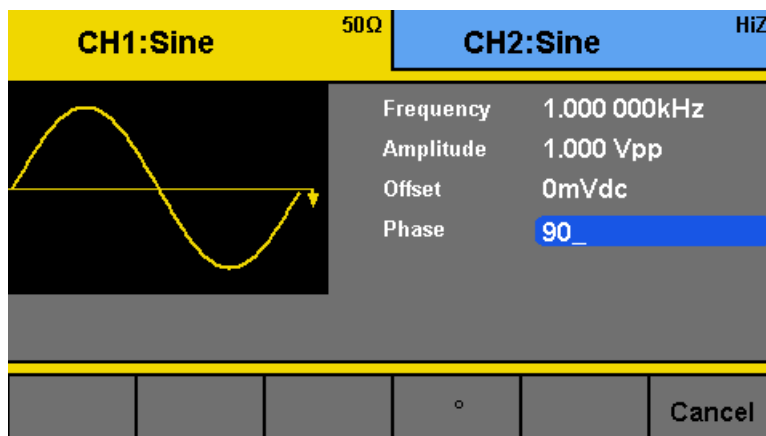 CH1:Sine 50Ω CH2:Sine HiZ
Frequency 1.000 000kHz
Amplitude 1.000 Vpp
Offset 0mVdc
Phase 90_
° Cancel